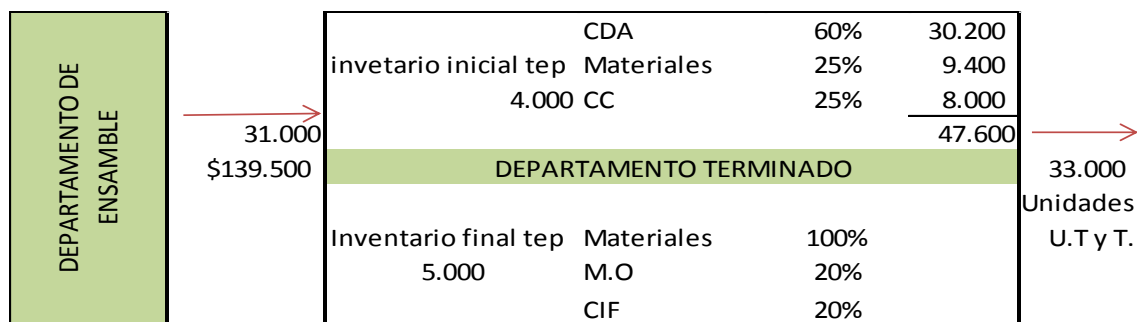 DEPARTAMENTO DE
ENSAMBLE
31.000
$139.500
CDA 60% 30.200
invetario inicial tep Materiales 25% 9.400
4.000 CC 25% 8.000
47.600
DEPARTAMENTO TERMINADO
Inventario final tep Materiales 100%
5.000 M.O 20%
CIF 20%
33.000
Unidades
U.T y T.